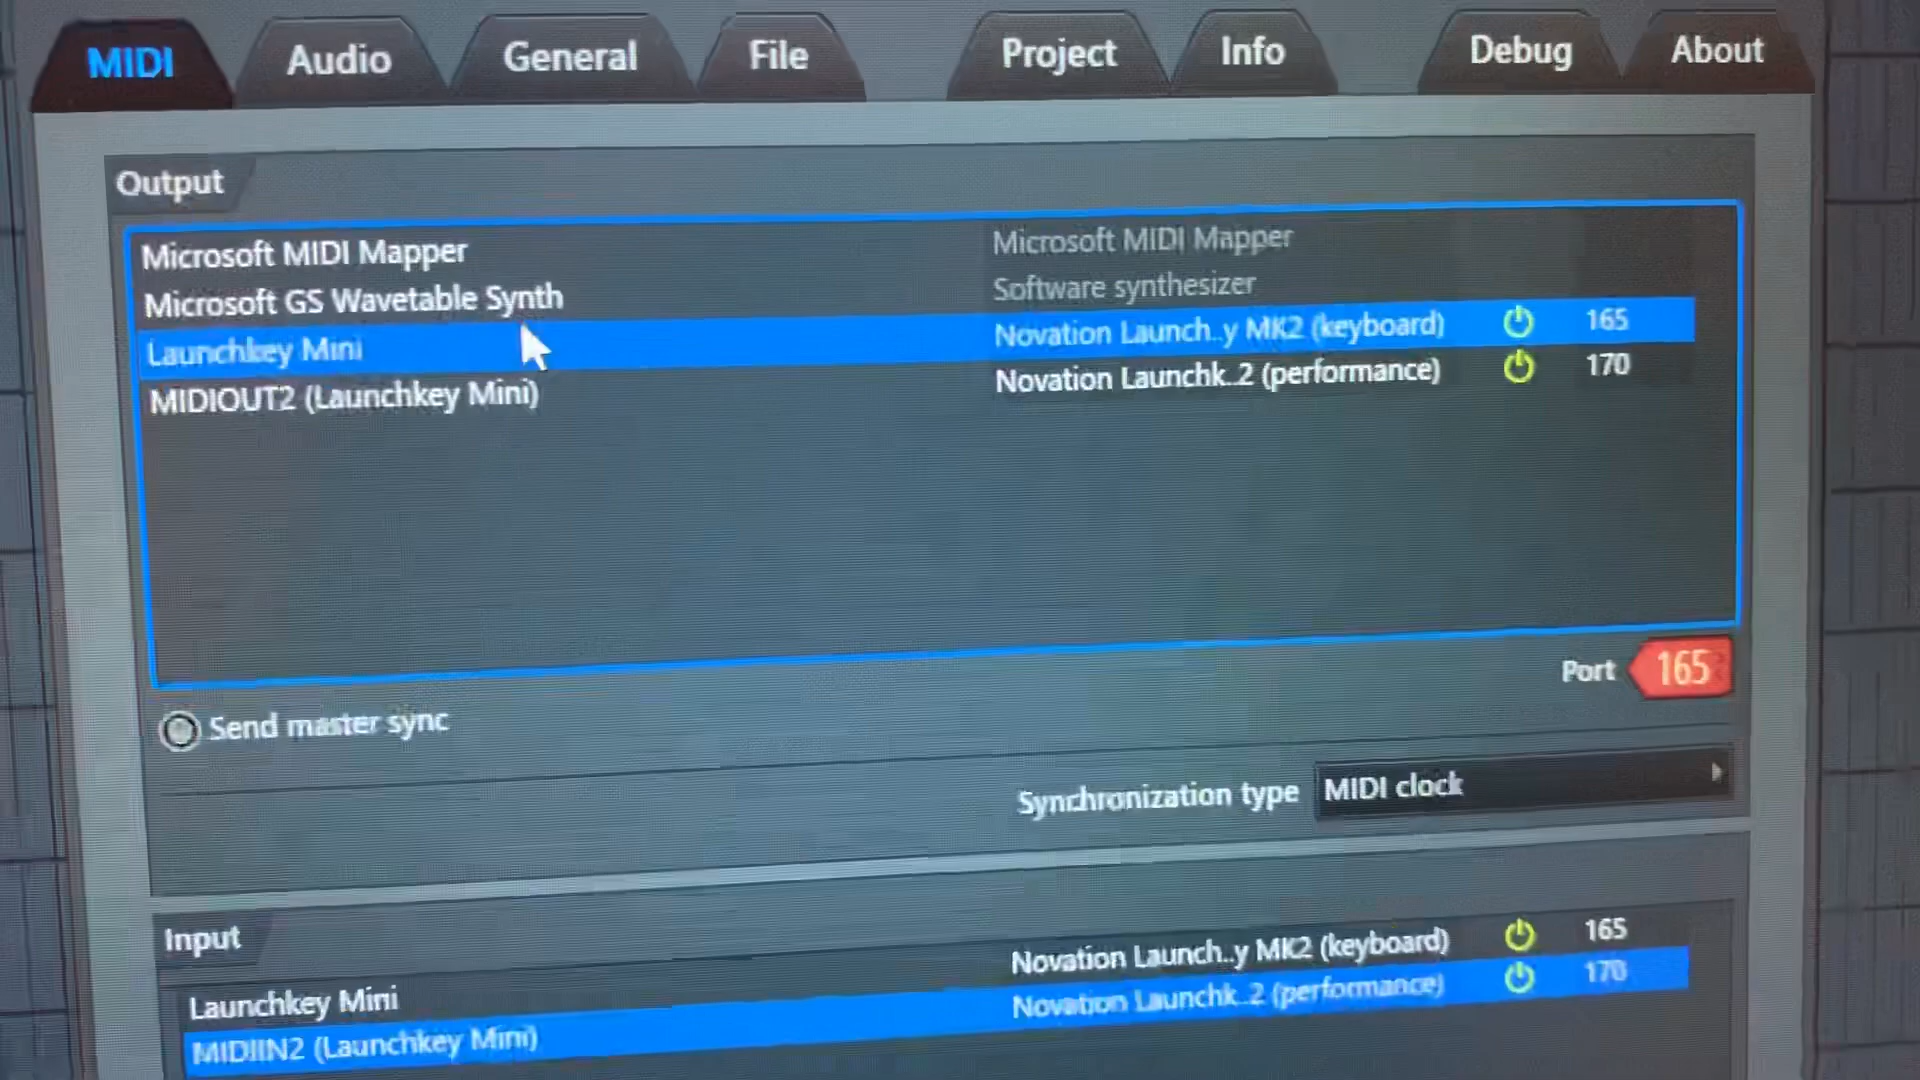 MIDI Audio General File Project Info Debug About
Output
Microsoft MIDI Mapper Microsoft MIDI Mapper
Microsoft GS Wavetable Synth Software synthesizer
Launchkey Mini Novation Launch..y MK2 (keyboard) 165
MIDIOUT2 (Launchkey Mini) Novation Launchk..2 (performance) 170
Port 165
Send master sync
Synchronization type MIDI clock
Input
Launchkey Mini Novation Launch..y MK2 (keyboard) 165
MIDIIN2 (Launchkey Mini) Novation Launchk..2 (performance) 170